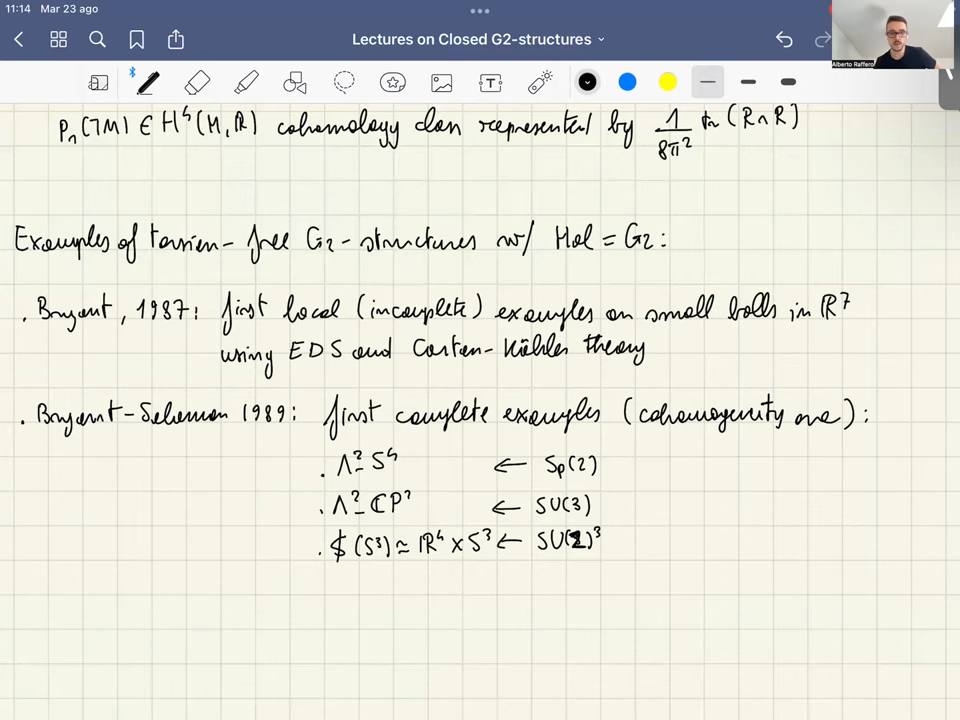 11:14 Mar 23 ago
Lectures on Closed G2-structures
Alberto Raffero
P₁(TM) ∈ H⁴(M,ℝ) cohomology class represented by 1/8π² tr(R∧R)
Examples of torsion-free G₂-structures w/ Hol = G₂:
. Bryant, 1987: first local (incomplete) examples on small balls in ℝ⁷
using EDS and Cartan-Kähler theory
. Bryant-Salamon 1989: first complete examples (cohomogeneity one):
. Λ²₋ S⁴ ← Sp(2)
. Λ²₋ ℂP² ← SU(3)
. $(S³) ≃ ℝ⁴ × S³ ← SU(2)³